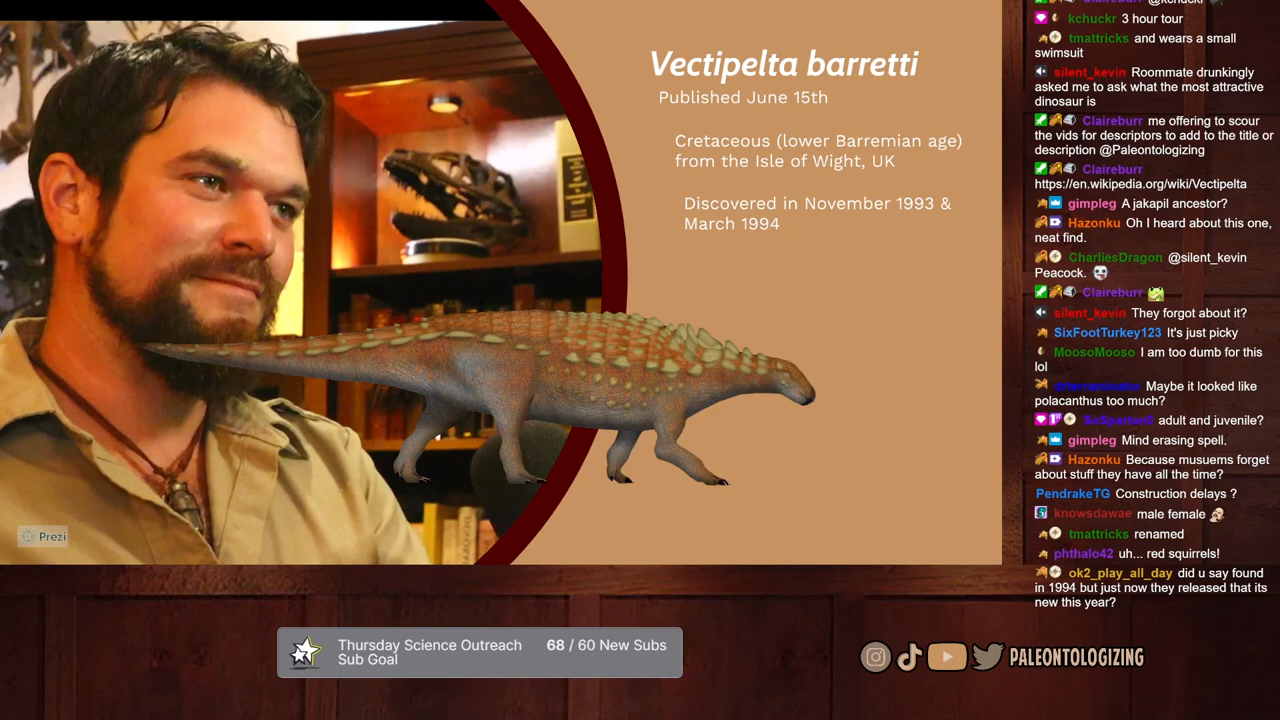 Vectipelta barretti
Published June 15th
Cretaceous (lower Barremian age)
from the Isle of Wight, UK
Discovered in November 1993 &
March 1994
Prezi
Thursday Science Outreach
Sub Goal
68 / 60 New Subs
PALEONTOLOGIZING
Claireburr @kchuckr
kchuckr 3 hour tour
tmattricks and wears a small
swimsuit
silent_kevin Roommate drunkingly
asked me to ask what the most attractive
dinosaur is
Claireburr me offering to scour
the vids for descriptors to add to the title or
description @Paleontologizing
Claireburr
https://en.wikipedia.org/wiki/Vectipelta
gimpleg A jakapil ancestor?
Hazonku Oh I heard about this one,
neat find.
CharliesDragon @silent_kevin
Peacock.
Claireburr
silent_kevin They forgot about it?
SixFootTurkey123 It's just picky
MoosoMooso I am too dumb for this
lol
Maybe it looked like
polacanthus too much?
adult and juvenile?
gimpleg Mind erasing spell.
Hazonku Because musuems forget
about stuff they have all the time?
PendrakeTG Construction delays ?
knowsdawae male female
tmattricks renamed
phthalo42 uh... red squirrels!
ok2_play_all_day did u say found
in 1994 but just now they released that its
new this year?